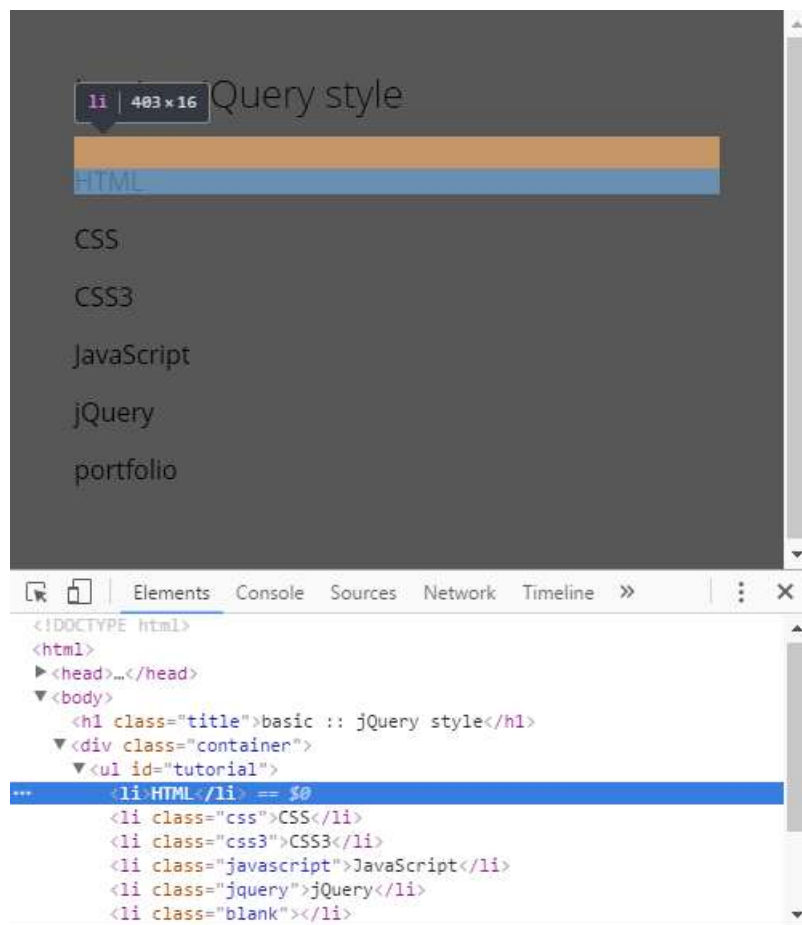 jQuery style
li | 403 × 16
HTML
CSS
CSS3
JavaScript
jQuery
portfolio
Elements Console Sources Network Timeline »
<!DOCTYPE html>
<html>
▶<head>…</head>
▼<body>
<h1 class="title">basic :: jQuery style</h1>
▼<div class="container">
▼<ul id="tutorial">
<li>HTML</li> == $0
<li class="css">CSS</li>
<li class="css3">CSS3</li>
<li class="javascript">JavaScript</li>
<li class="jquery">jQuery</li>
<li class="blank"></li>